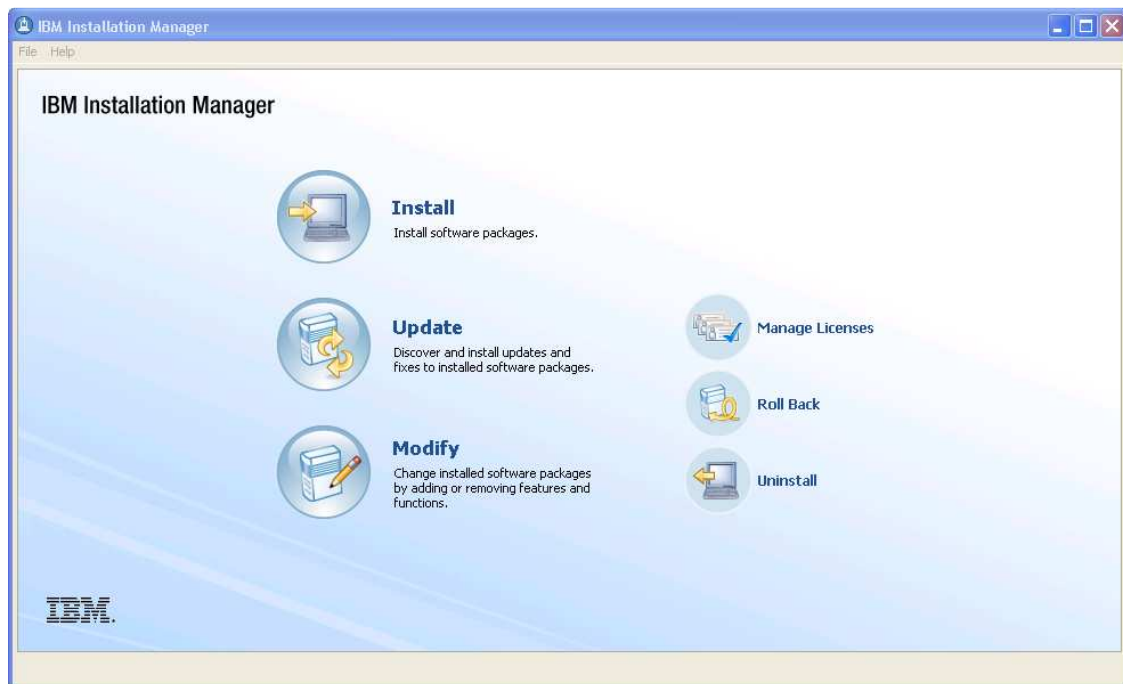 IBM Installation Manager
File Help
IBM Installation Manager
Install
Install software packages.
Update
Discover and install updates and
fixes to installed software packages.
Modify
Change installed software packages
by adding or removing features and
functions.
Manage Licenses
Roll Back
Uninstall
IBM.